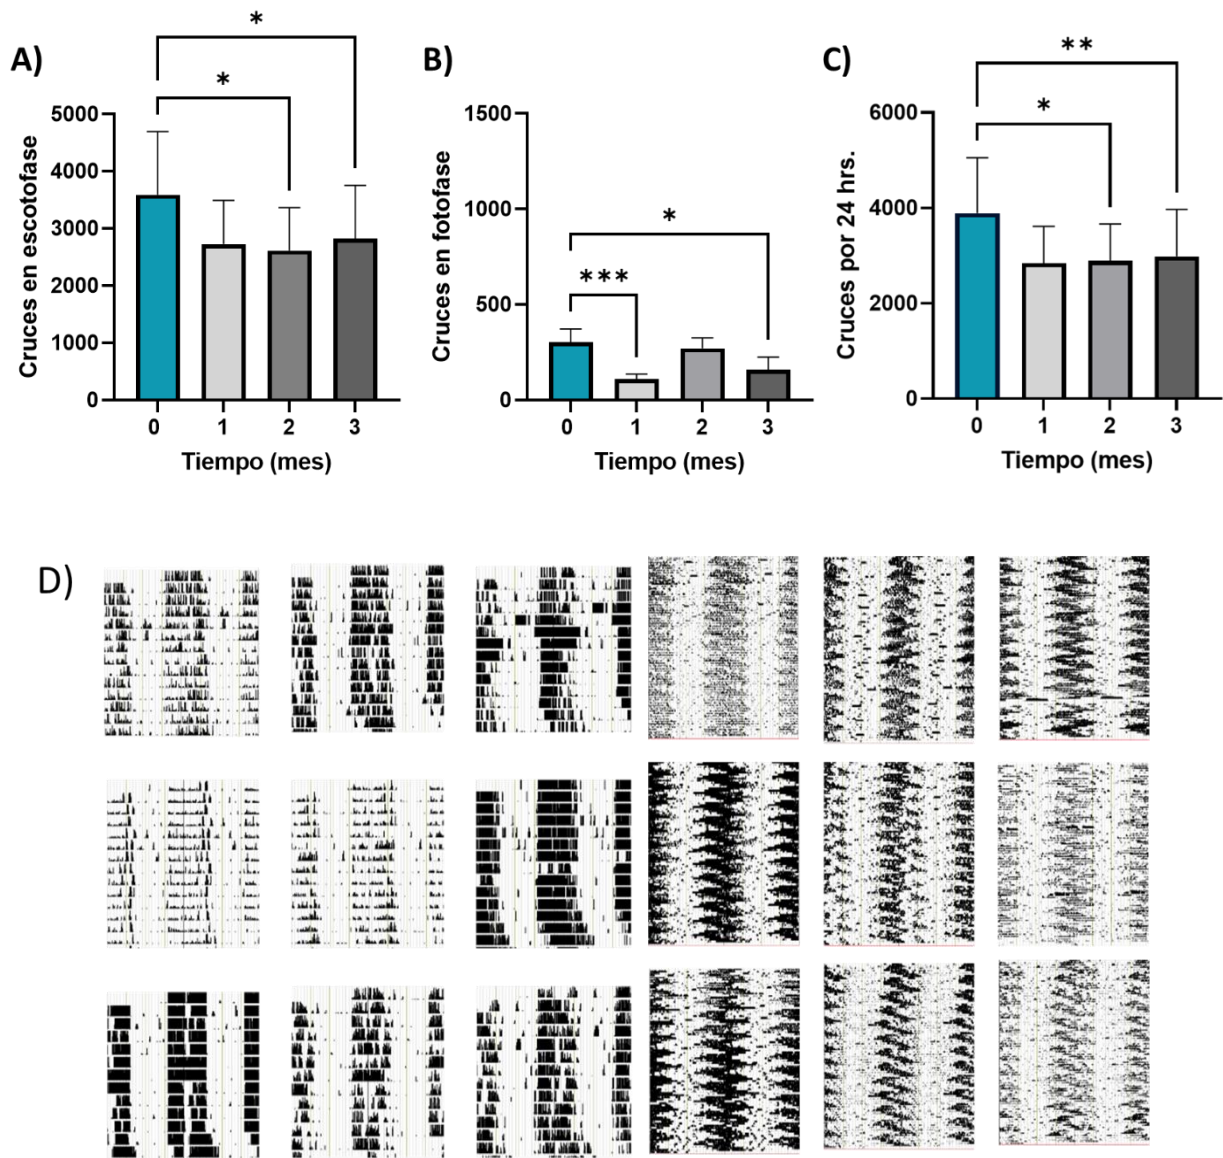 A)
*
*
Cruces en escotofase
5000
4000
3000
2000
1000
0
0 1 2 3
Tiempo (mes)
B)
*
***
Cruces en fotofase
1500
1000
500
0
0 1 2 3
Tiempo (mes)
C)
**
*
Cruces por 24 hrs.
6000
4000
2000
0
0 1 2 3
Tiempo (mes)
D)